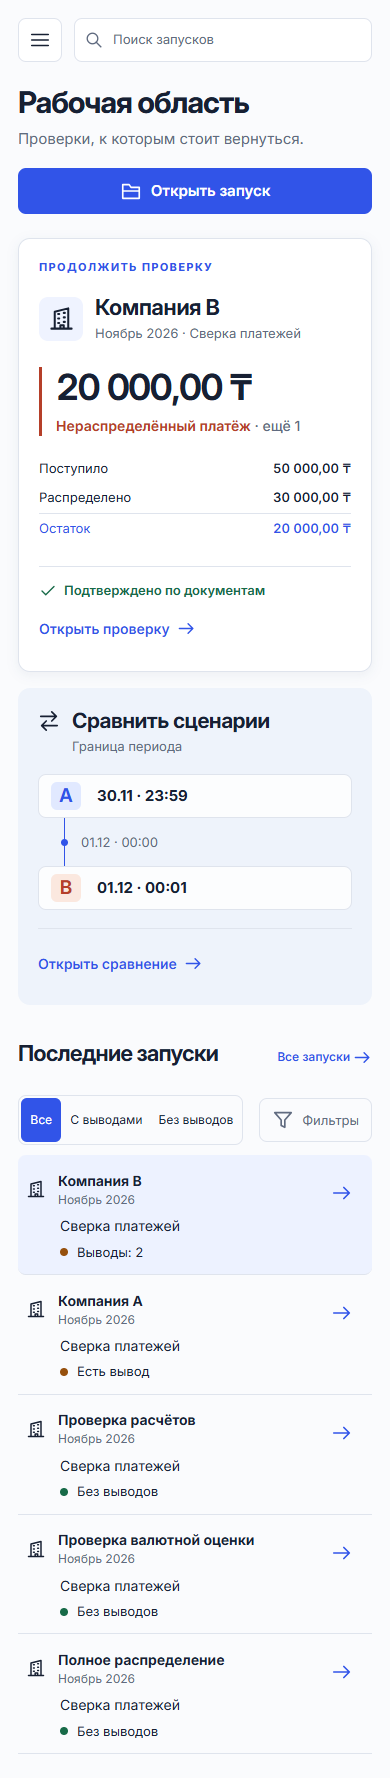 Поиск запусков
Рабочая область
Проверки, к которым стоит вернуться.
Открыть запуск
ПРОДОЛЖИТЬ ПРОВЕРКУ
Компания B
Ноябрь 2026 · Сверка платежей
20 000,00 ₸
Нераспределённый платёж · ещё 1
Поступило 50 000,00 ₸
Распределено 30 000,00 ₸
Остаток 20 000,00 ₸
Подтверждено по документам
Открыть проверку
Сравнить сценарии
Граница периода
A 30.11 · 23:59
01.12 · 00:00
B 01.12 · 00:01
Открыть сравнение
Последние запуски Все запуски
Все С выводами Без выводов Фильтры
Компания B
Ноябрь 2026
Сверка платежей
Выводы: 2
Компания A
Ноябрь 2026
Сверка платежей
Есть вывод
Проверка расчётов
Ноябрь 2026
Сверка платежей
Без выводов
Проверка валютной оценки
Ноябрь 2026
Сверка платежей
Без выводов
Полное распределение
Ноябрь 2026
Сверка платежей
Без выводов